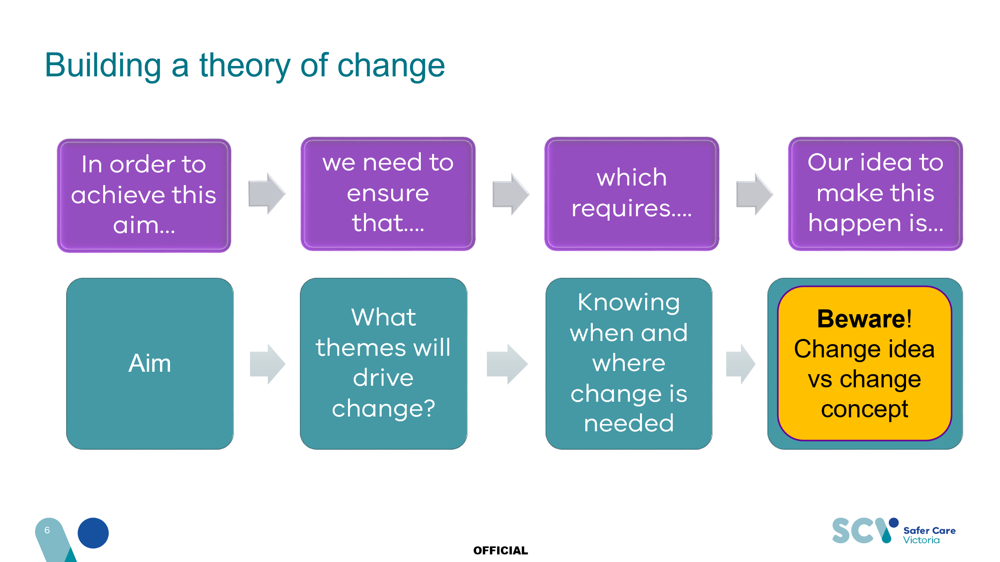 Building a theory of change
In order to
achieve this
aim...
we need to
ensure
that....
which
requires....
Our idea to
make this
happen is...
Aim
What
themes will
drive
change?
Knowing
when and
where
change is
needed
Beware!
Change idea
vs change
concept
6
OFFICIAL
SCV
Safer Care
Victoria